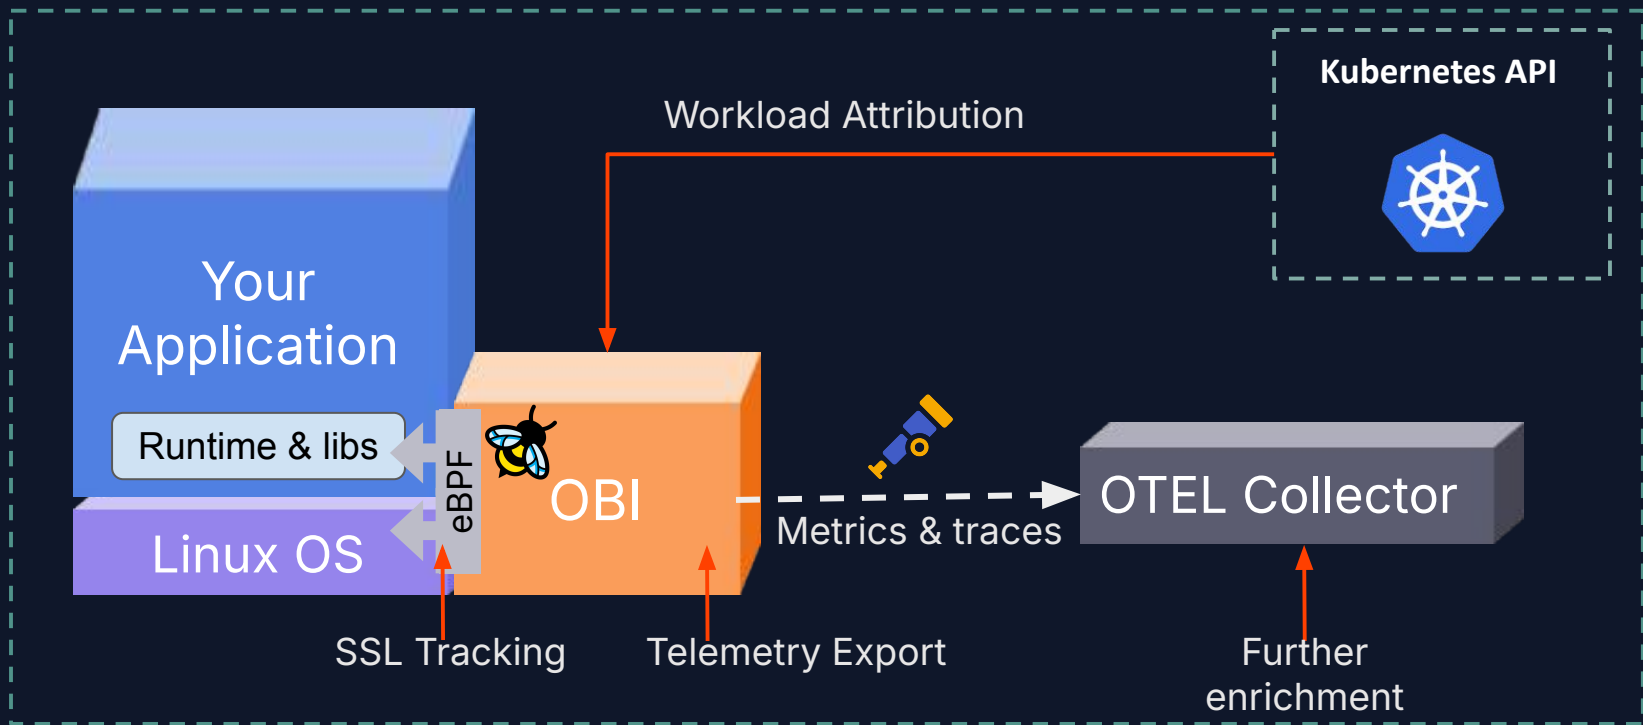 Kubernetes API
Workload Attribution
Your
Application
Runtime & libs
eBPF
OBI
Linux OS
Metrics & traces
OTEL Collector
SSL Tracking
Telemetry Export
Further
enrichment